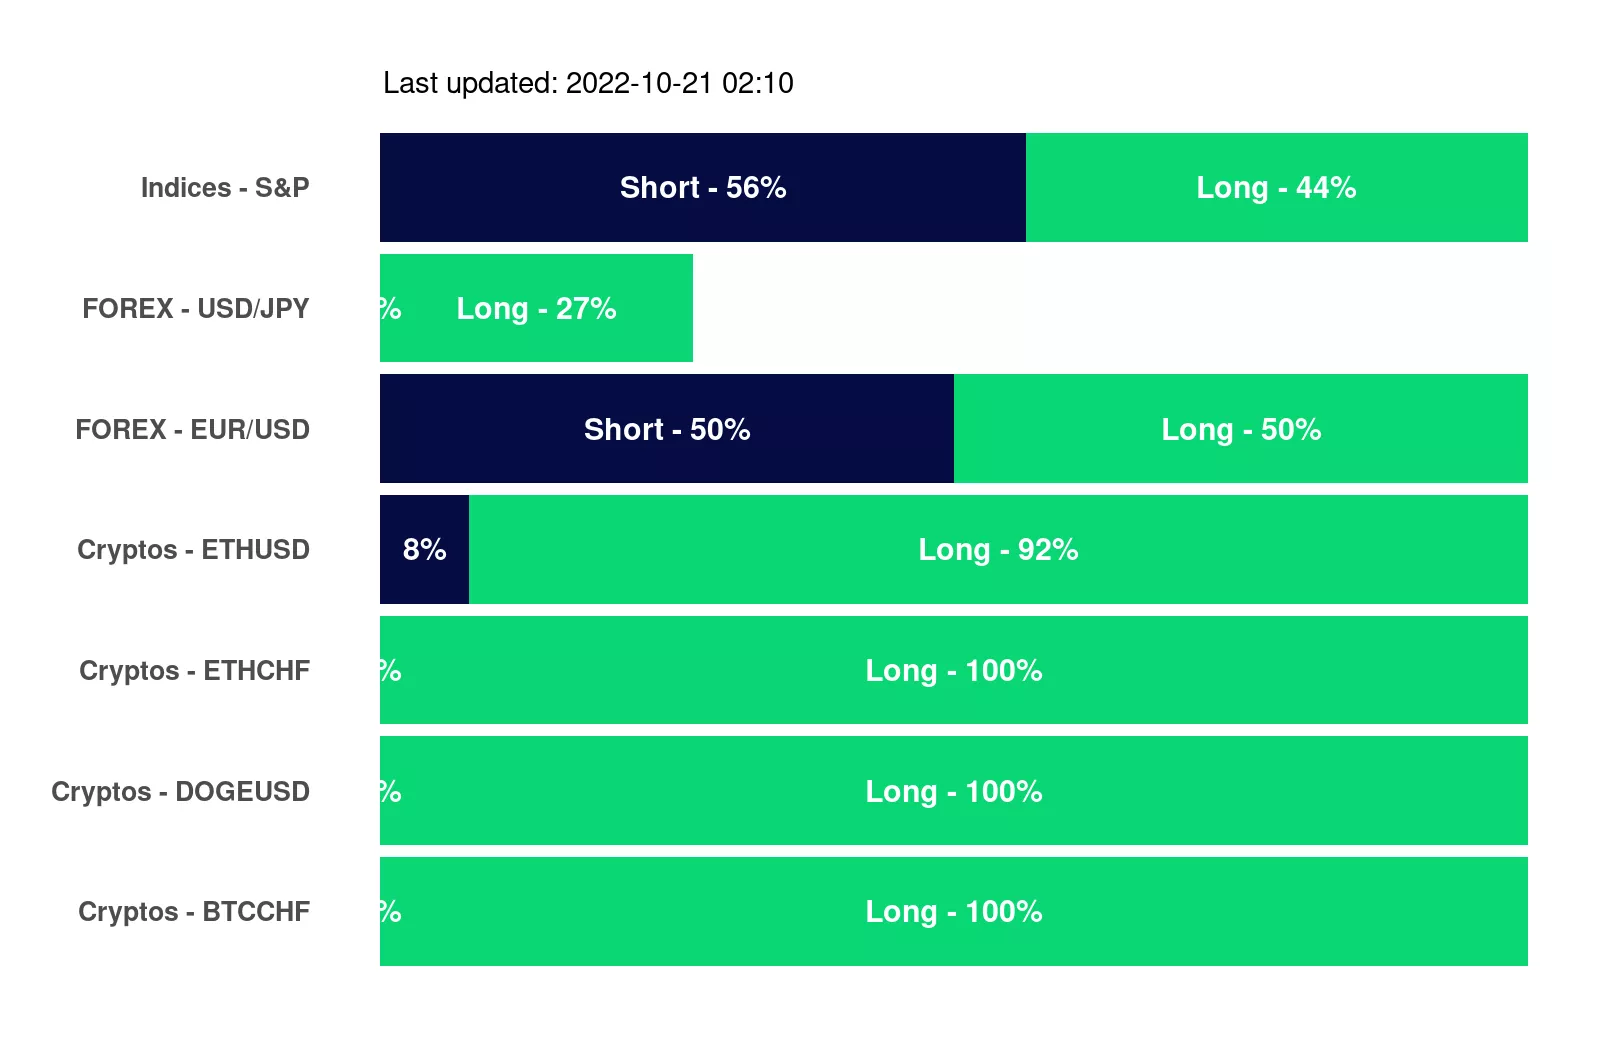 Last updated: 2022-10-21 02:10
Indices - S&P
Short - 56%
Long - 44%
FOREX - USD/JPY
%
Long - 27%
FOREX - EUR/USD
Short - 50%
Long - 50%
Cryptos - ETHUSD
8%
Long - 92%
Cryptos - ETHCHF
%
Long - 100%
Cryptos - DOGEUSD
%
Long - 100%
Cryptos - BTCCHF
%
Long - 100%